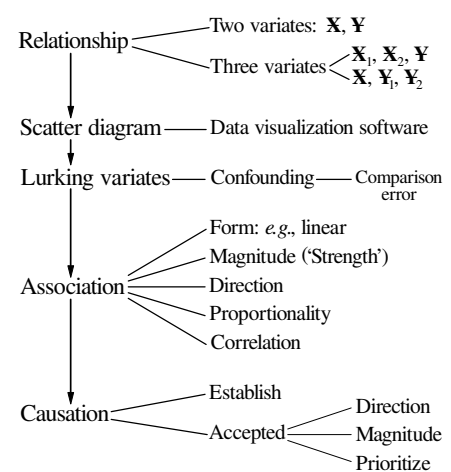 Relationship
Two variates: X, Y
Three variates
X₁, X₂, Y
X, Y₁, Y₂
Scatter diagram
Data visualization software
Lurking variates
Confounding
Comparison
error
Association
Form: e.g., linear
Magnitude (‘Strength’)
Direction
Proportionality
Correlation
Causation
Establish
Accepted
Direction
Magnitude
Prioritize